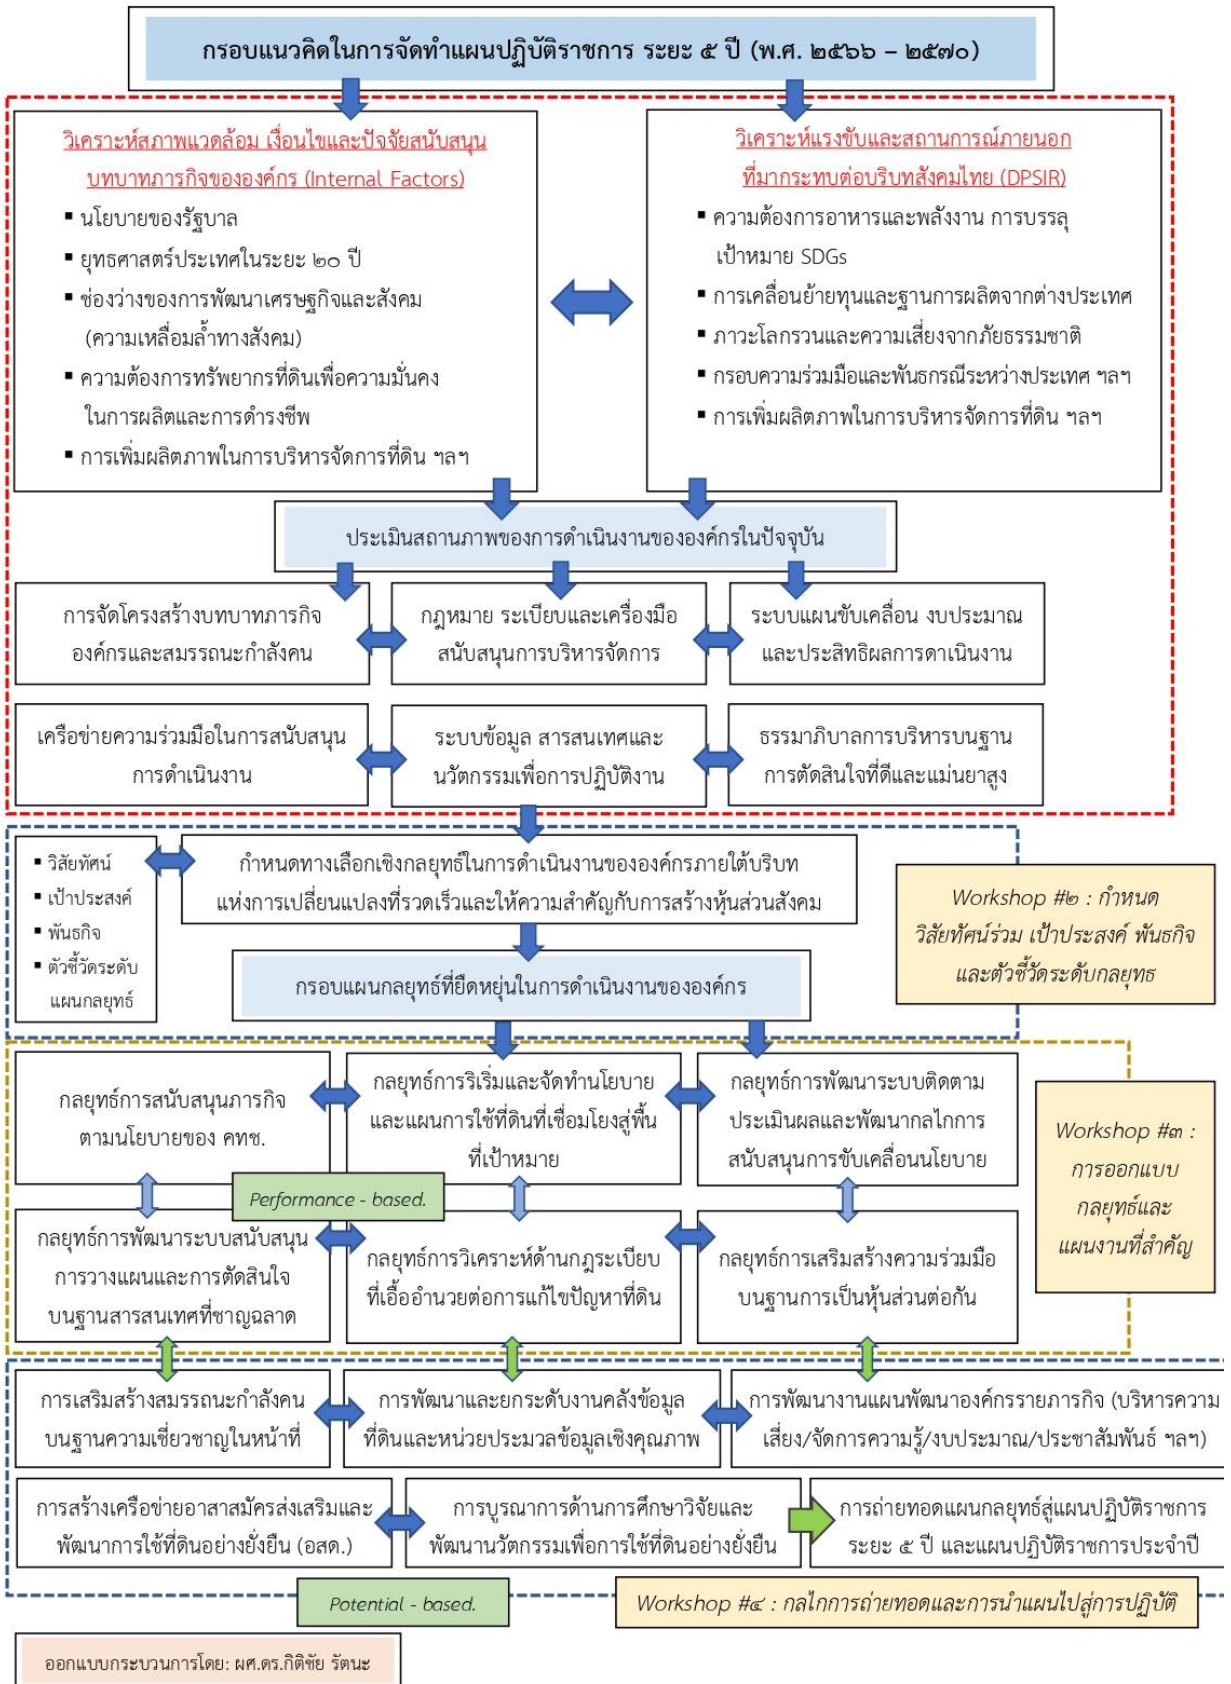 กรอบแนวคิดในการจัดทำแผนปฏิบัติราชการ ระยะ ๕ ปี (พ.ศ. ๒๕๖๖ – ๒๕๗๐)
วิเคราะห์สภาพแวดล้อม เงื่อนไขและปัจจัยสนับสนุน
บทบาทภารกิจขององค์กร (Internal Factors)
▪ นโยบายของรัฐบาล
▪ ยุทธศาสตร์ประเทศในระยะ ๒๐ ปี
▪ ช่องว่างของการพัฒนาเศรษฐกิจและสังคม
(ความเหลื่อมล้ำทางสังคม)
▪ ความต้องการทรัพยากรที่ดินเพื่อความมั่นคง
ในการผลิตและการดำรงชีพ
▪ การเพิ่มผลิตภาพในการบริหารจัดการที่ดิน ฯลฯ
วิเคราะห์แรงขับและสถานการณ์ภายนอก
ที่มากระทบต่อบริบทสังคมไทย (DPSIR)
▪ ความต้องการอาหารและพลังงาน การบรรลุ
เป้าหมาย SDGs
▪ การเคลื่อนย้ายทุนและฐานการผลิตจากต่างประเทศ
▪ ภาวะโลกรวนและความเสี่ยงจากภัยธรรมชาติ
▪ กรอบความร่วมมือและพันธกรณีระหว่างประเทศ ฯลฯ
▪ การเพิ่มผลิตภาพในการบริหารจัดการที่ดิน ฯลฯ
ประเมินสถานภาพของการดำเนินงานขององค์กรในปัจจุบัน
การจัดโครงสร้างบทบาทภารกิจ
องค์กรและสมรรถนะกำลังคน
กฎหมาย ระเบียบและเครื่องมือ
สนับสนุนการบริหารจัดการ
ระบบแผนขับเคลื่อน งบประมาณ
และประสิทธิผลการดาเนินงาน
เครือข่ายความร่วมมือในการสนับสนุน
การดำเนินงาน
ระบบข้อมูล สารสนเทศและ
นวัตกรรมเพื่อการปฏิบัติงาน
ธรรมาภิบาลการบริหารบนฐาน
การตัดสินใจที่ดีและแม่นยาสูง
▪ วิสัยทัศน์
▪ เป้าประสงค์
▪ พันธกิจ
▪ ตัวชี้วัดระดับ
แผนกลยุทธ์
กำหนดทางเลือกเชิงกลยุทธ์ในการดำเนินงานขององค์กรภายใต้บริบท
แห่งการเปลี่ยนแปลงที่รวดเร็วและให้ความสำคัญกับการสร้างหุ้นส่วนสังคม
กรอบแผนกลยุทธ์ที่ยืดหยุ่นในการดำเนินงานขององค์กร
Workshop #๒ : กำหนด
วิสัยทัศน์ร่วม เป้าประสงค์ พันธกิจ
และตัวชี้วัดระดับกลยุทธ
กลยุทธ์การสนับสนุนภารกิจ
ตามนโยบายของ คทช.
กลยุทธ์การริเริ่มและจัดทำนโยบาย
และแผนการใช้ที่ดินที่เชื่อมโยงสู่พื้น
ที่เป้าหมาย
กลยุทธ์การพัฒนาระบบติดตาม
ประเมินผลและพัฒนากลไกการ
สนับสนุนการขับเคลื่อนนโยบาย
Performance - based.
Workshop #๓ :
การออกแบบ
กลยุทธ์และ
แผนงานที่สำคัญ
กลยุทธ์การพัฒนาระบบสนับสนุน
การวางแผนและการตัดสินใจ
บนฐานสารสนเทศที่ชาญฉลาด
กลยุทธ์การวิเคราะห์ด้านกฎระเบียบ
ที่เอื้ออำนวยต่อการแก้ไขปัญหาที่ดิน
กลยุทธ์การเสริมสร้างความร่วมมือ
บนฐานการเป็นหุ้นส่วนต่อกัน
การเสริมสร้างสมรรถนะกำลังคน
บนฐานความเชี่ยวชาญในหน้าที่
การพัฒนาและยกระดับงานคลังข้อมูล
ที่ดินและหน่วยประมวลข้อมูลเชิงคุณภาพ
การพัฒนางานแผนพัฒนาองค์กรรายภารกิจ (บริหารความ
เสี่ยง/จัดการความรู้/งบประมาณ/ประชาสัมพันธ์ ฯลฯ)
การสร้างเครือข่ายอาสาสมัครส่งเสริมและ
พัฒนาการใช้ที่ดินอย่างยั่งยืน (อสด.)
การบูรณาการด้านการศึกษาวิจัยและ
พัฒนานวัตกรรมเพื่อการใช้ที่ดินอย่างยั่งยืน
การถ่ายทอดแผนกลยุทธ์สู่แผนปฏิบัติราชการ
ระยะ ๕ ปี และแผนปฏิบัติราชการประจำปี
Potential - based.
Workshop #๔ : กลไกการถ่ายทอดและการนำแผนไปสู่การปฏิบัติ
ออกแบบกระบวนการโดย: ผศ.ดร.กิติชัย รัตนะ